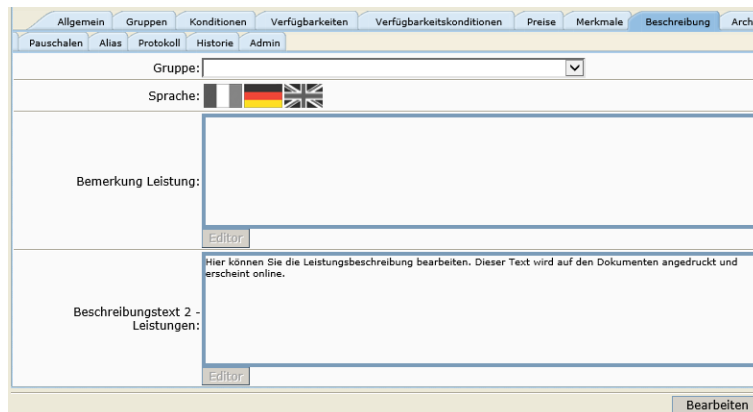 Allgemein Gruppen Konditionen Verfügbarkeiten Verfügbarkeitskonditionen Preise Merkmale Beschreibung Arch
Pauschalen Alias Protokoll Historie Admin
Gruppe:
Sprache:
Bemerkung Leistung:
Editor
Hier können Sie die Leistungsbeschreibung bearbeiten. Dieser Text wird auf den Dokumenten angedruckt und
erscheint online.
Beschreibungstext 2 -
Leistungen:
Editor
Bearbeiten